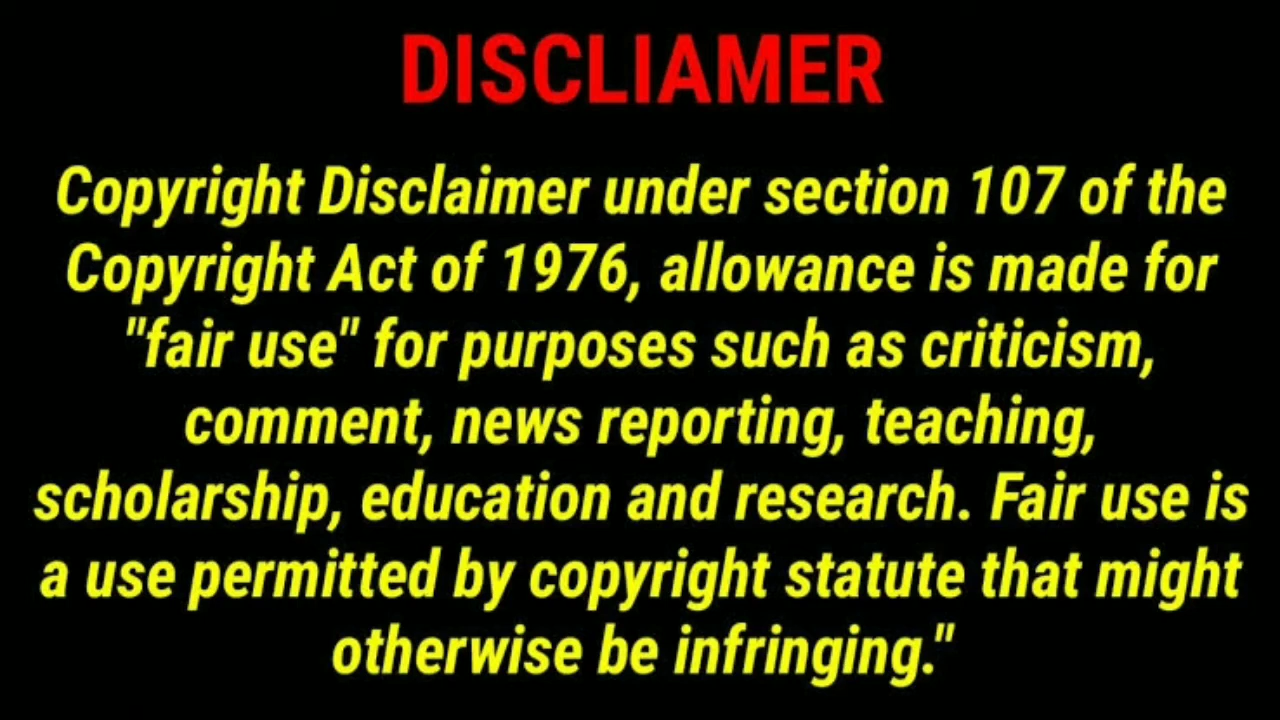 DISCLIAMER
Copyright Disclaimer under section 107 of the
Copyright Act of 1976, allowance is made for
"fair use" for purposes such as criticism,
comment, news reporting, teaching,
scholarship, education and research. Fair use is
a use permitted by copyright statute that might
otherwise be infringing."